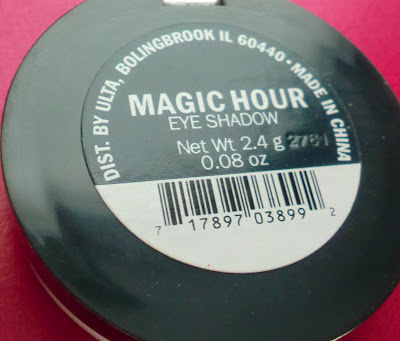 DIST. BY ULTA, BOLINGBROOK IL 60440 • MADE IN CHINA
MAGIC HOUR
EYE SHADOW
Net Wt 2.4 g
0.08 oz
7 17897 03899 2